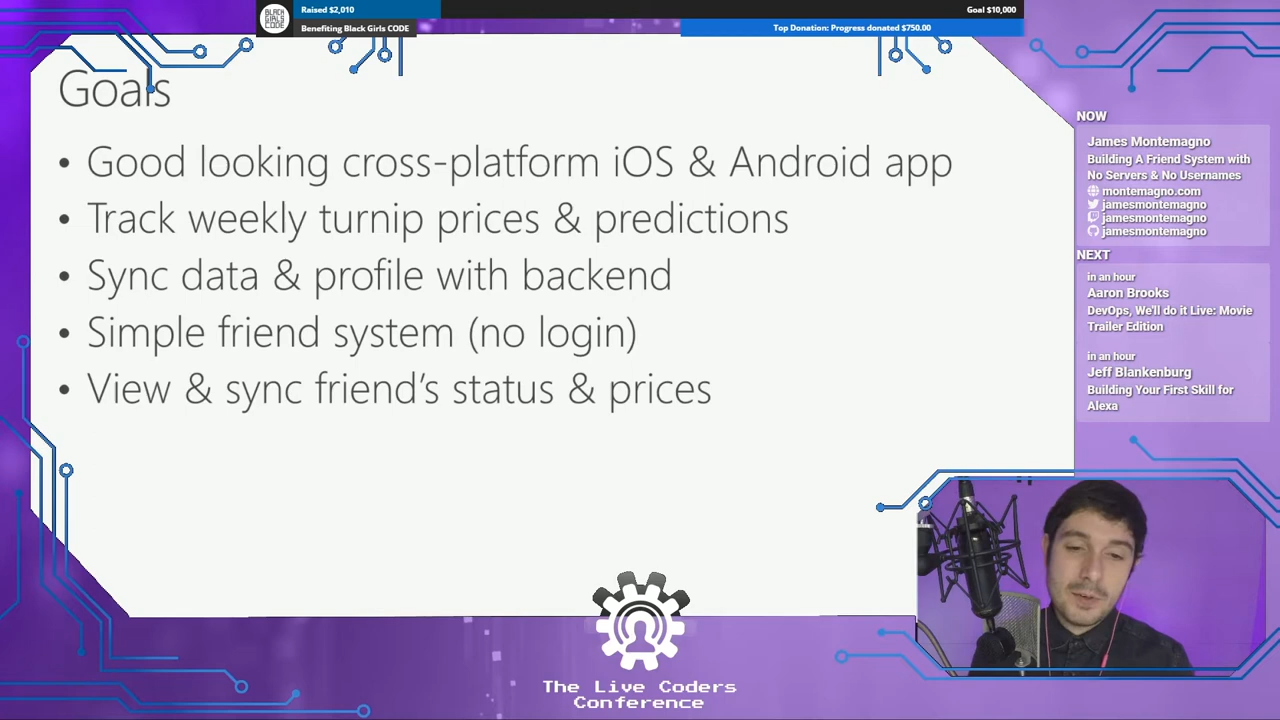 BLACK GIRLS CODE
Raised $2,010
Goal $10,000
Benefiting Black Girls CODE
Top Donation: Progress donated $750.00
Goals
• Good looking cross-platform iOS & Android app
• Track weekly turnip prices & predictions
• Sync data & profile with backend
• Simple friend system (no login)
• View & sync friend's status & prices
NOW
James Montemagno
Building A Friend System with
No Servers & No Usernames
montemagno.com
jamesmontemagno
jamesmontemagno
jamesmontemagno
NEXT
in an hour
Aaron Brooks
DevOps, We'll do it Live: Movie
Trailer Edition
in an hour
Jeff Blankenburg
Building Your First Skill for
Alexa
The Live Coders
Conference